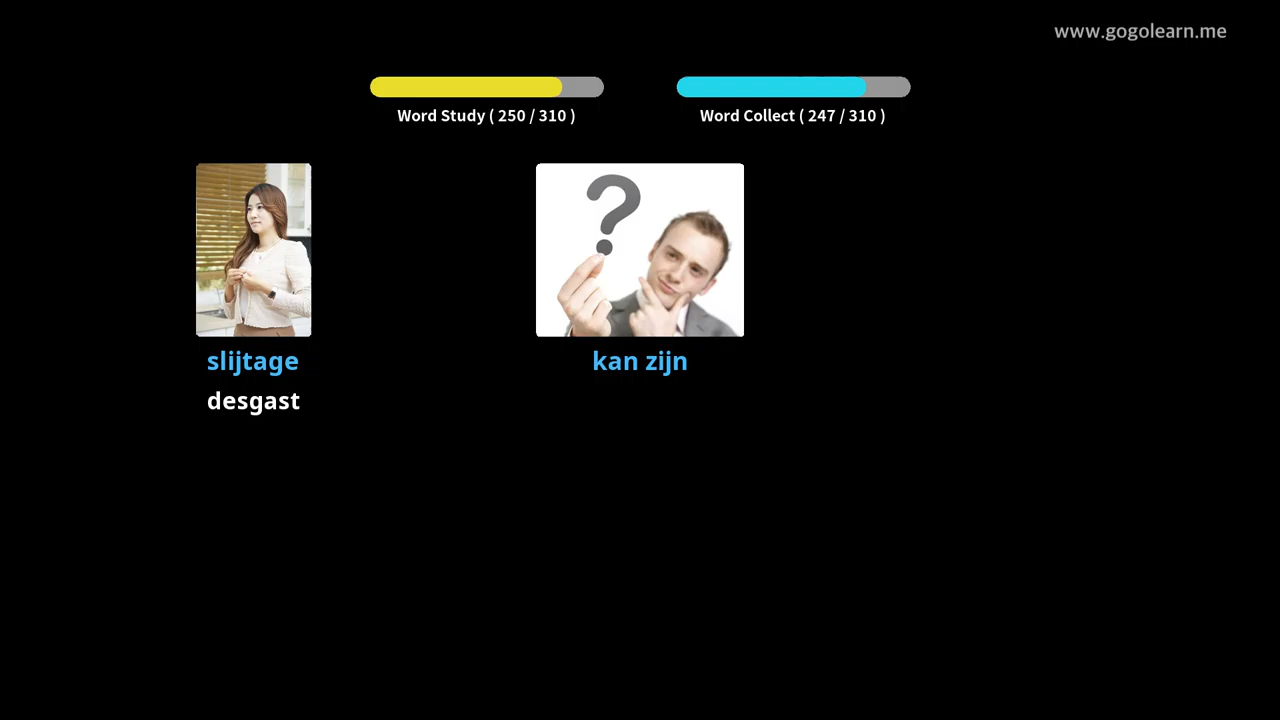 www.gogolearn.me
Word Study ( 250 / 310 )
Word Collect ( 247 / 310 )
slijtage
kan zijn
desgast